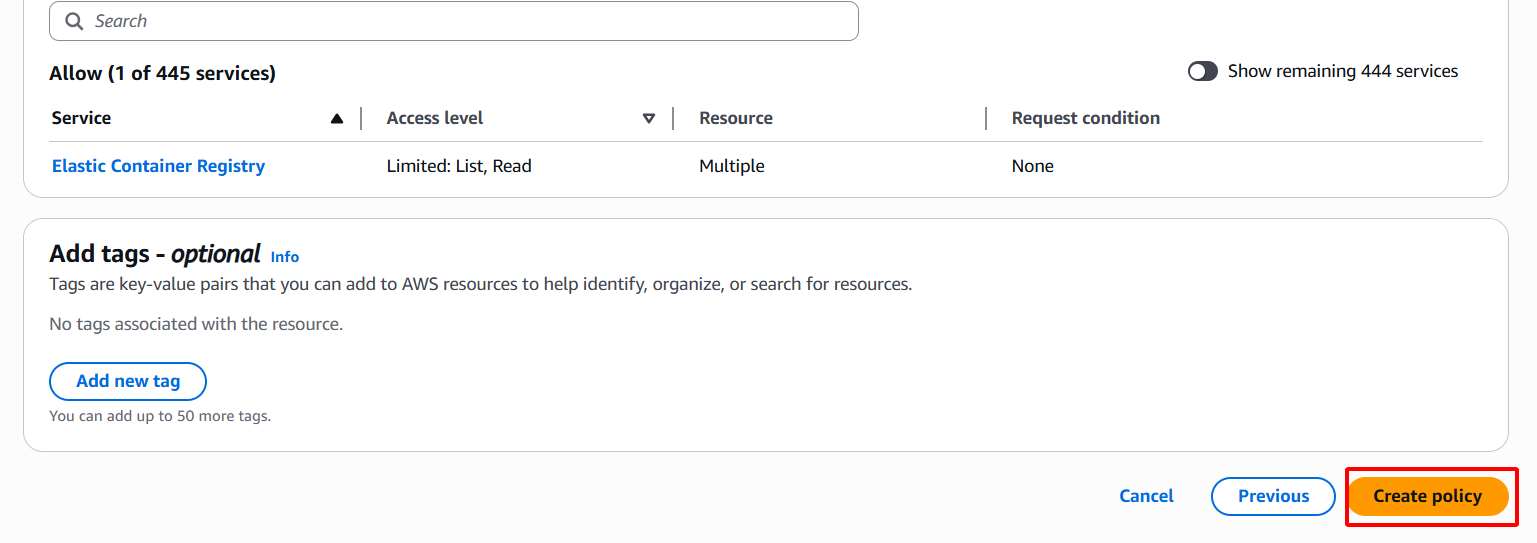 Search
Allow (1 of 445 services)
Show remaining 444 services
Service Access level Resource Request condition
Elastic Container Registry Limited: List, Read Multiple None
Add tags - optional Info
Tags are key-value pairs that you can add to AWS resources to help identify, organize, or search for resources.
No tags associated with the resource.
Add new tag
You can add up to 50 more tags.
Cancel Previous Create policy